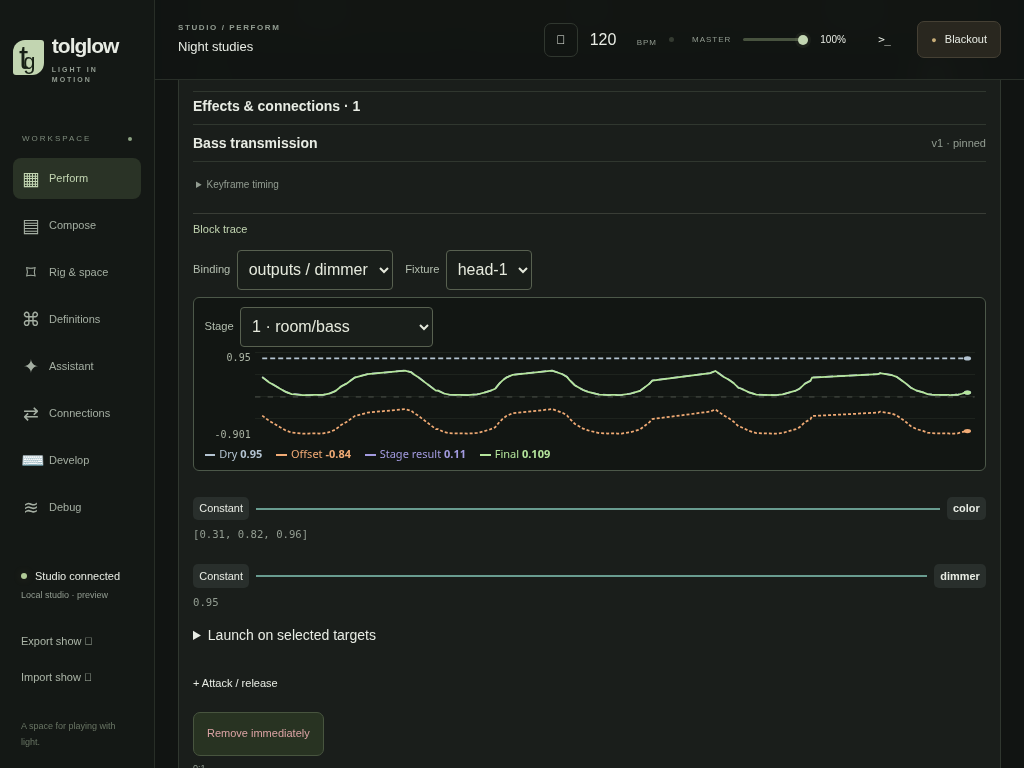 tg
tolglow
LIGHT IN
MOTION
WORKSPACE
Perform
Compose
Rig & space
Definitions
Assistant
Connections
Develop
Debug
Studio connected
Local studio · preview
Export show
Import show
A space for playing with
light.
STUDIO / PERFORM
Night studies
120
BPM
MASTER
100%
>_
Blackout
Effects & connections · 1
Bass transmission
v1 · pinned
Keyframe timing
Block trace
Binding
outputs / dimmer
Fixture
head-1
Stage
1 · room/bass
0.95
-0.901
Dry 0.95
Offset -0.84
Stage result 0.11
Final 0.109
Constant
color
[0.31, 0.82, 0.96]
Constant
dimmer
0.95
Launch on selected targets
+ Attack / release
Remove immediately